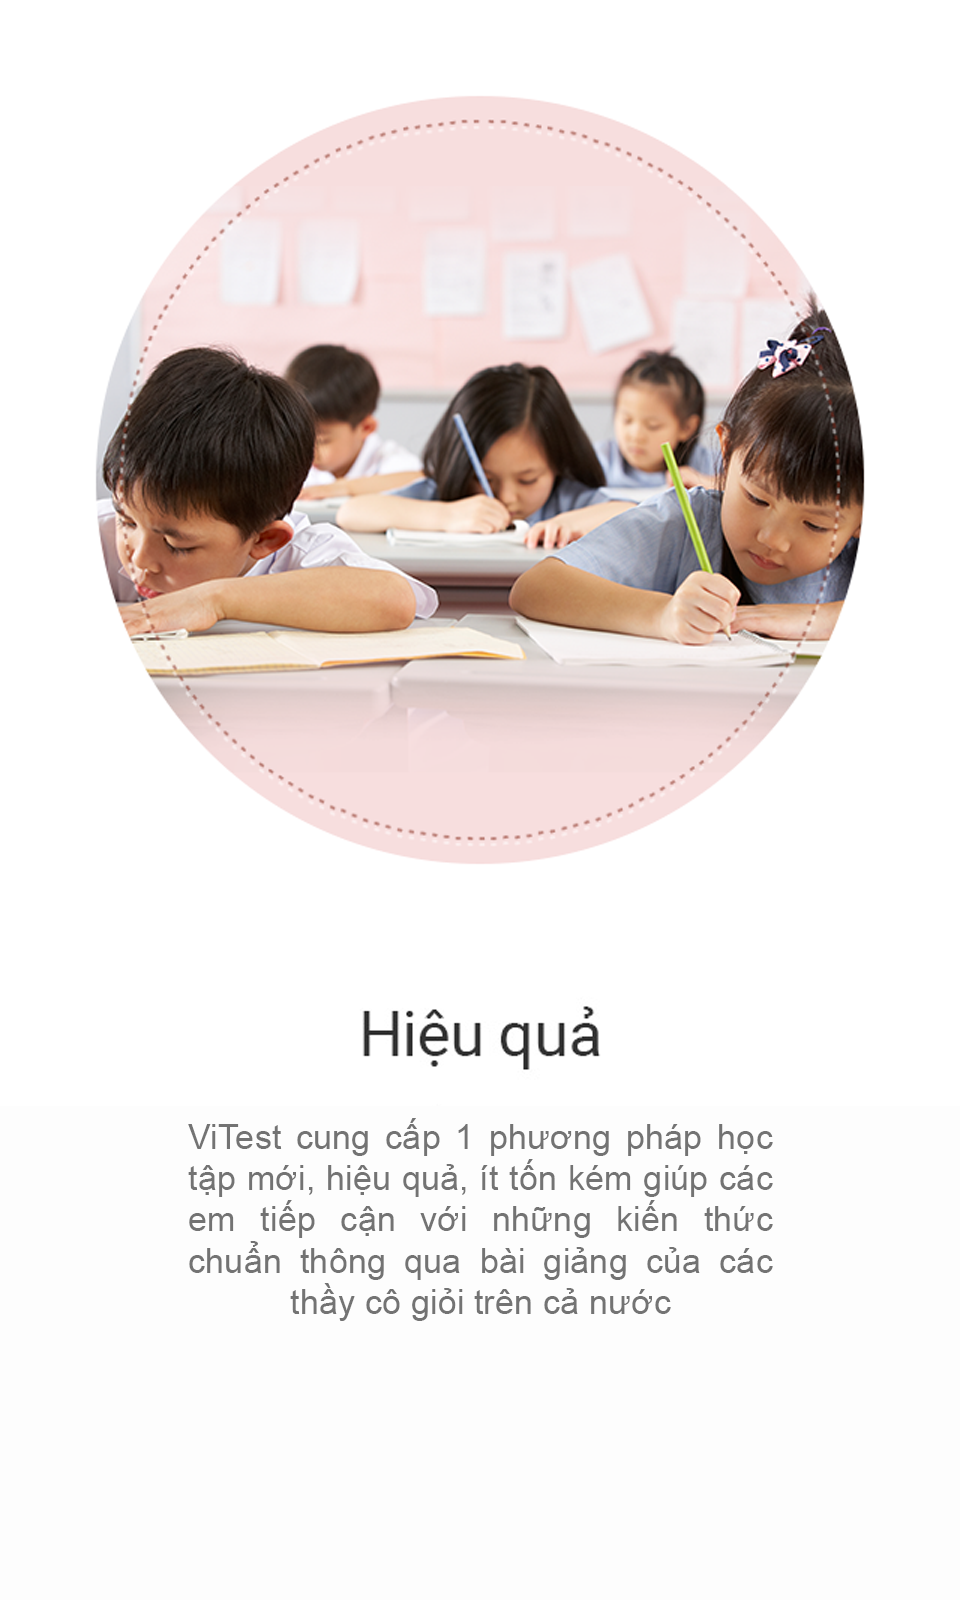 Hiệu quả
ViTest cung cấp 1 phương pháp học
tập mới, hiệu quả, ít tốn kém giúp các
em tiếp cận với những kiến thức
chuẩn thông qua bài giảng của các
thầy cô giỏi trên cả nước